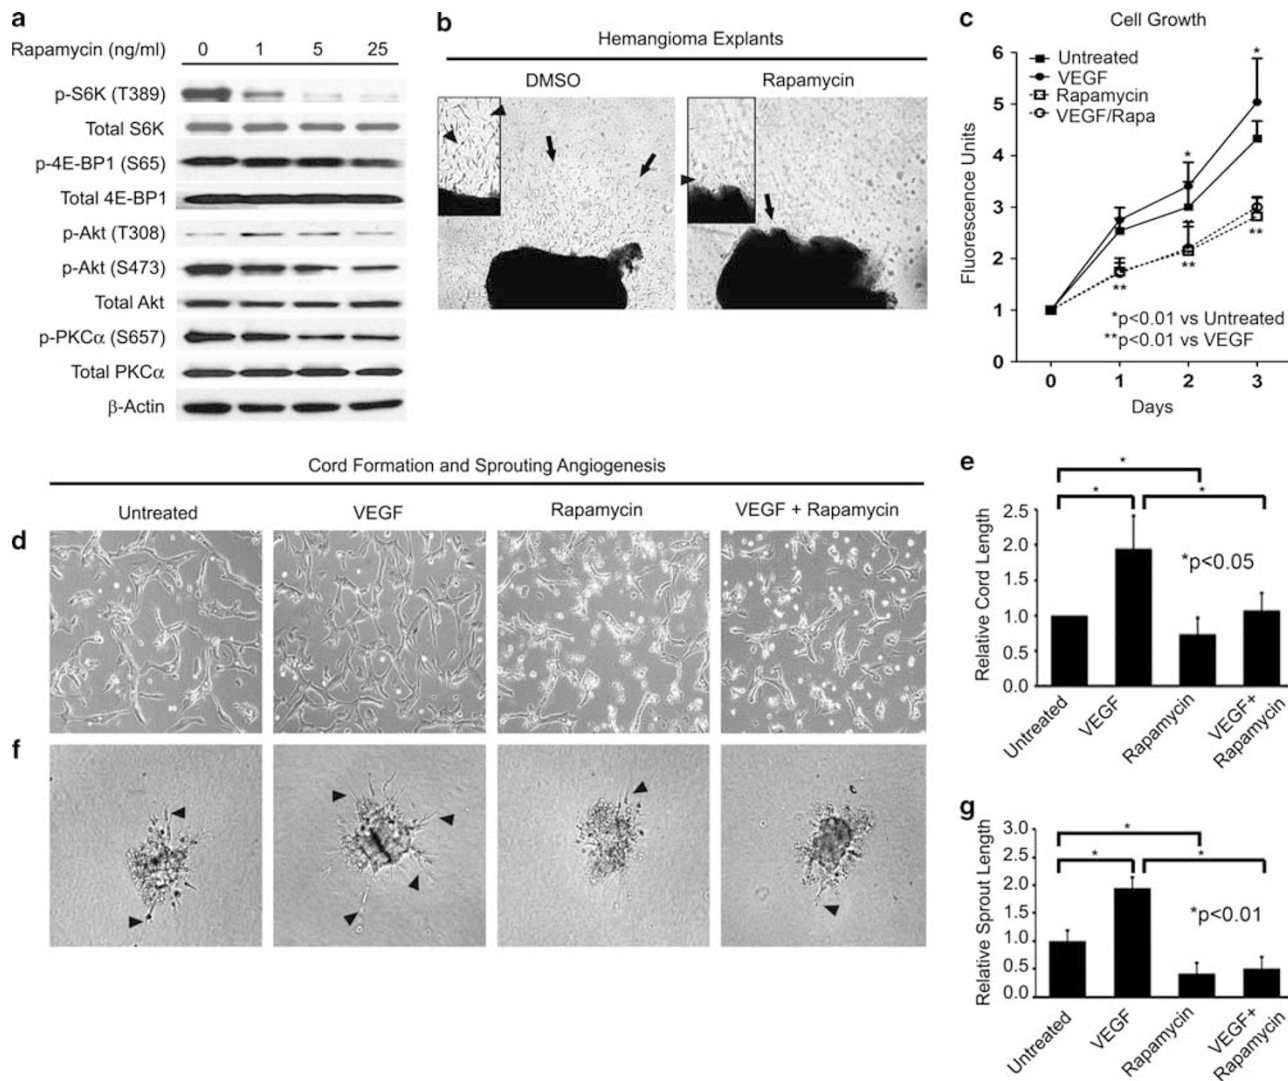 a
Rapamycin (ng/ml) 0 1 5 25
p-S6K (T389)
Total S6K
p-4E-BP1 (S65)
Total 4E-BP1
p-Akt (T308)
p-Akt (S473)
Total Akt
p-PKCα (S657)
Total PKCα
β-Actin
b
Hemangioma Explants
DMSO Rapamycin
c
Cell Growth
Untreated
VEGF
Rapamycin
VEGF/Rapa
Fluorescence Units
6
5
4
3
2
1
0
*
*
**
**
**
*p<0.01 vs Untreated
**p<0.01 vs VEGF
0 1 2 3
Days
Cord Formation and Sprouting Angiogenesis
Untreated VEGF Rapamycin VEGF + Rapamycin
d
f
e
Relative Cord Length
2.5
2.0
1.5
1.0
0.5
0.0
*
* *
*p<0.05
Untreated
VEGF
Rapamycin
VEGF+
Rapamycin
g
Relative Sprout Length
3.0
2.5
2.0
1.5
1.0
0.5
0.0
*
* *
*p<0.01
Untreated
VEGF
Rapamycin
VEGF+
Rapamycin